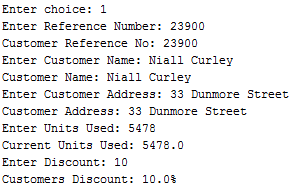 Enter choice: 1
Enter Reference Number: 23900
Customer Reference No: 23900
Enter Customer Name: Niall Curley
Customer Name: Niall Curley
Enter Customer Address: 33 Dunmore Street
Customer Address: 33 Dunmore Street
Enter Units Used: 5478
Current Units Used: 5478.0
Enter Discount: 10
Customers Discount: 10.0%